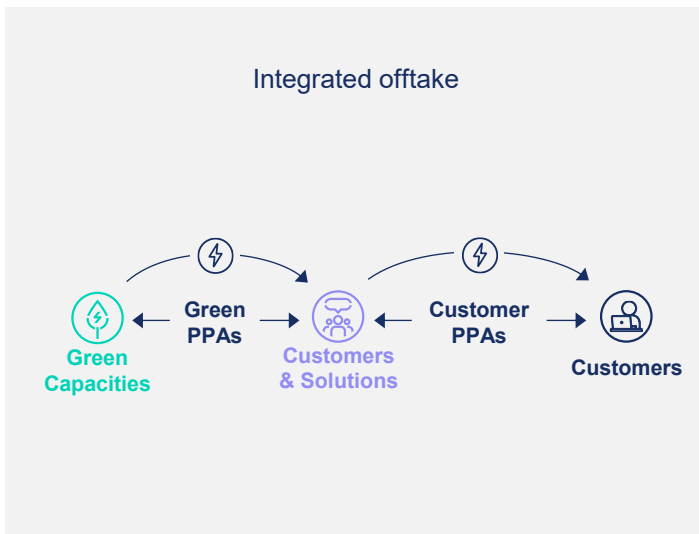 Integrated offtake
Green
PPAs
Customer
PPAs
Green
Capacities
Customers
& Solutions
Customers